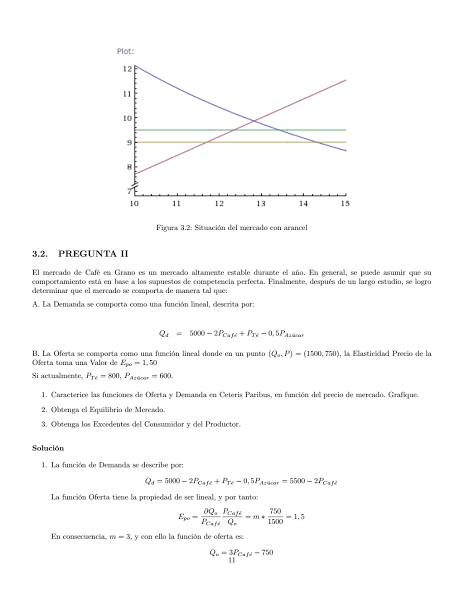 Plot:
12
11
10
9
8
7
10 11 12 13 14 15
Figura 3.2: Situación del mercado con arancel
3.2. PREGUNTA II
El mercado de Café en Grano es un mercado altamente estable durante el año. En general, se puede asumir que su
comportamiento está en base a los supuestos de competencia perfecta. Finalmente, después de un largo estudio, se logro
determinar que el mercado se comporta de manera tal que:
A. La Demanda se comporta como una función lineal, descrita por:
Q_d = 5000 − 2P_{Café} + P_{Té} − 0,5P_{Azúcar}
B. La Oferta se comporta como una función lineal donde en un punto (Q_o, P) = (1500, 750), la Elasticidad Precio de la
Oferta toma una Valor de E_{po} = 1,50
Si actualmente, P_{Té} = 800, P_{Azúcar} = 600.
1. Caracterice las funciones de Oferta y Demanda en Ceteris Paribus, en función del precio de mercado. Grafique.
2. Obtenga el Equilibrio de Mercado.
3. Obtenga los Excedentes del Consumidor y del Productor.
Solución
1. La función de Demanda se describe por:
Q_d = 5000 − 2P_{Café} + P_{Té} − 0,5P_{Azúcar} = 5500 − 2P_{Café}
La función Oferta tiene la propiedad de ser lineal, y por tanto:
E_{po} = \frac{∂Q_o}{P_{Café}} \frac{P_{Café}}{Q_o} = m * \frac{750}{1500} = 1,5
En consecuencia, m = 3, y con ello la función de oferta es:
Q_o = 3P_{Café} − 750
11